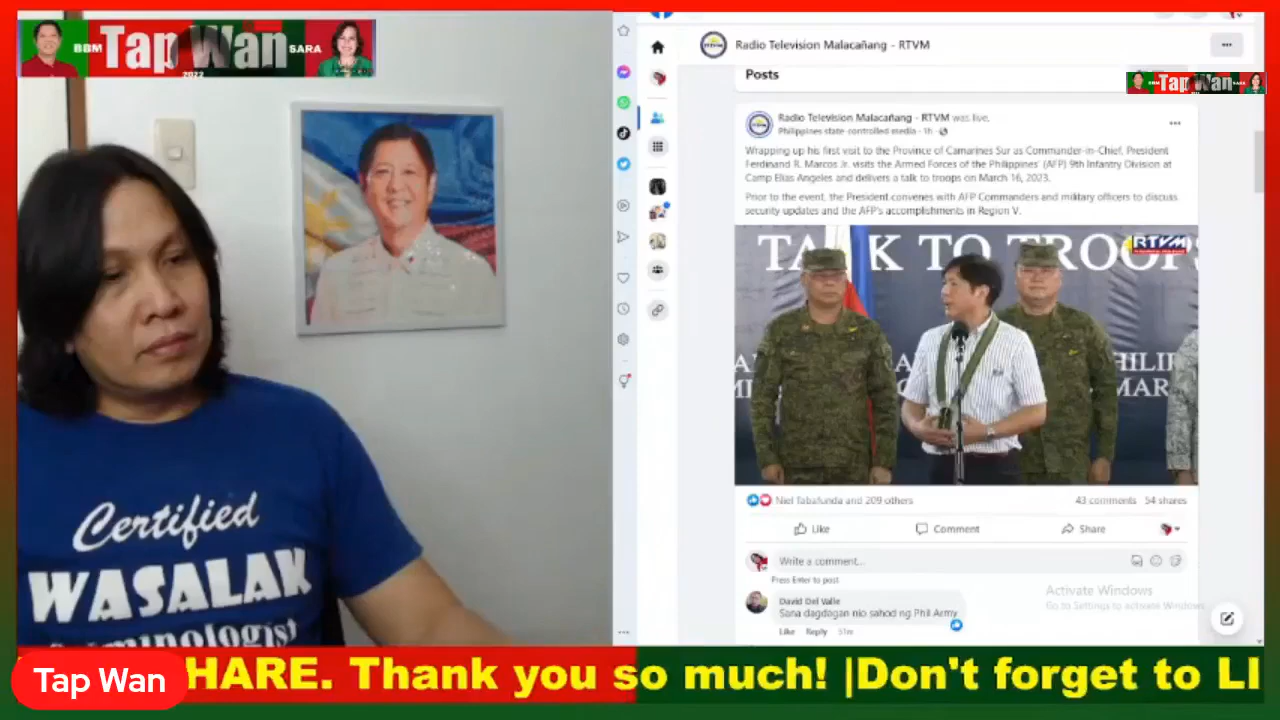 BBM Tap Wan SARA
2022
Certified
WASALAK
Radio Television Malacañang - RTVM
Posts
BBM Tap Wan SARA
Radio Television Malacañang - RTVM was live.
Philippines state-controlled media · 1h ·
Wrapping up his first visit to the Province of Camarines Sur as Commander-in-Chief, President
Ferdinand R. Marcos Jr. visits the Armed Forces of the Philippines' (AFP) 9th Infantry Division at
Camp Elias Angeles and delivers a talk to troops on March 16, 2023.
Prior to the event, the President convenes with AFP Commanders and military officers to discuss
security updates and the AFP's accomplishments in Region V.
TALK TO TROOPS
RTVM
Niel Tabafunda and 209 others
43 comments 54 shares
Like Comment Share
Write a comment...
Press Enter to post
David Del Valle
Sana dagdagan nio sahod ng Phil Army
Like Reply 51m
Activate Windows
Go to Settings to activate Windows
Tap Wan
HARE. Thank you so much! |Don't forget to LI